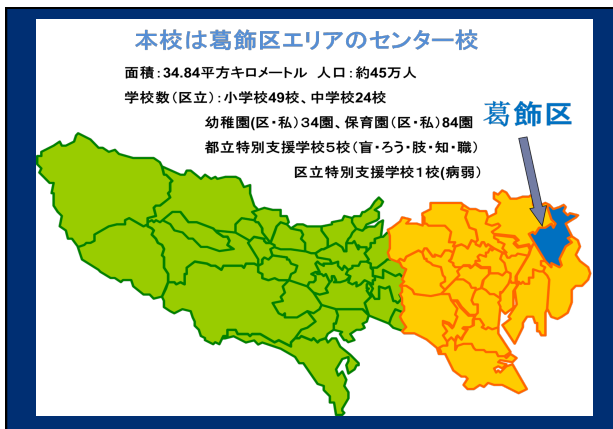 本校は葛飾区エリアのセンター校
面積：34.84平方キロメートル　人口：約45万人
学校数（区立）：小学校49校、中学校24校
幼稚園(区・私)34園、保育園（区・私）84園
都立特別支援学校５校（盲・ろう・肢・知・職）
区立特別支援学校１校(病弱)
葛飾区